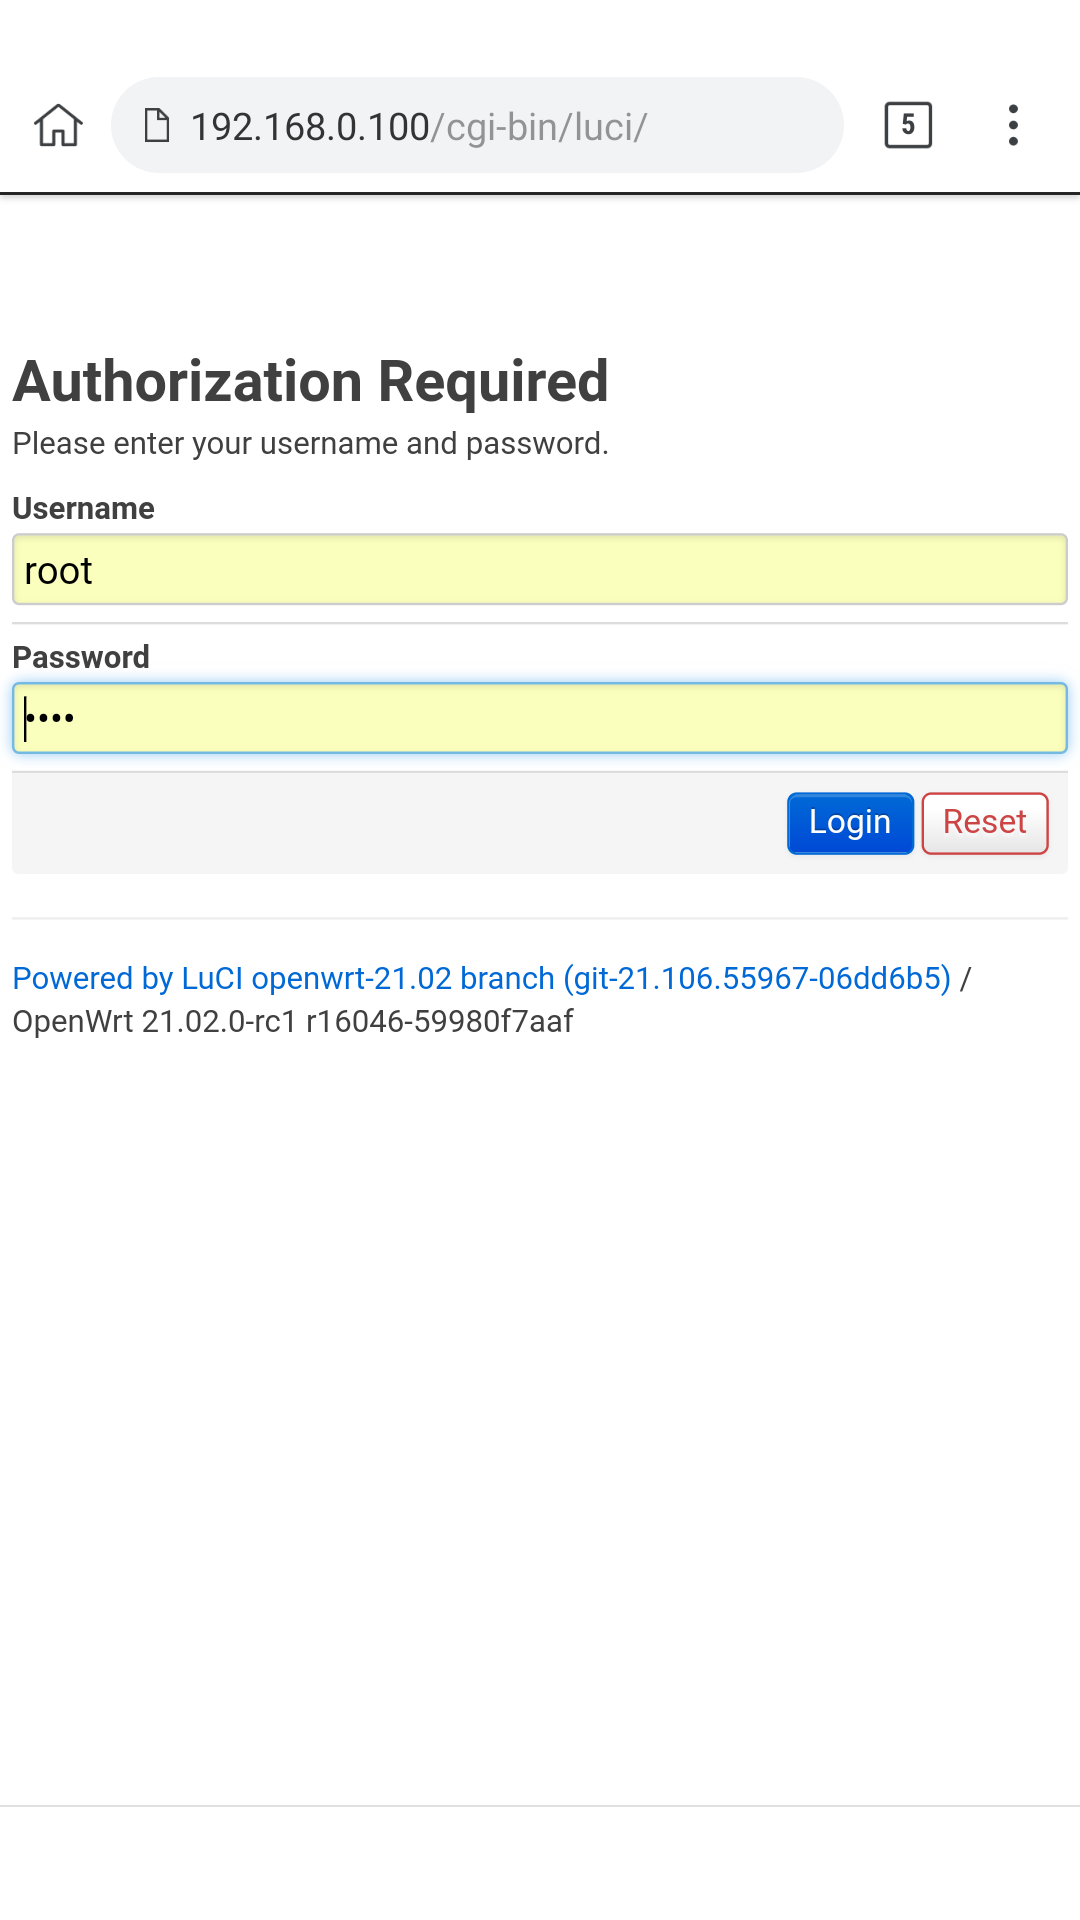 192.168.0.100/cgi-bin/luci/
5
Authorization Required
Please enter your username and password.
Username
root
Password
••••
Login Reset
Powered by LuCI openwrt-21.02 branch (git-21.106.55967-06dd6b5) /
OpenWrt 21.02.0-rc1 r16046-59980f7aaf